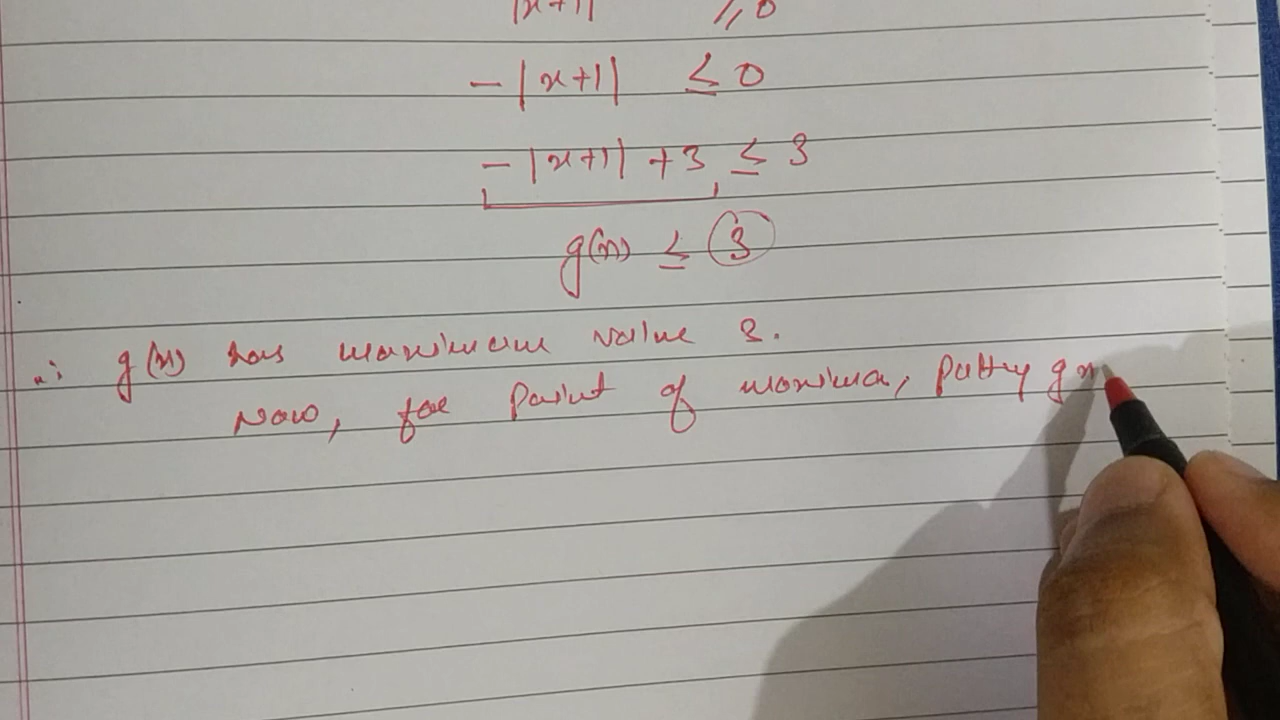 |x+1| ≥ 0
- |x+1| ≤ 0
- |x+1| + 3 ≤ 3
g(x) ≤ 3
∴ g(x) has maximum value 3.
Now, for point of maxima, putting g x